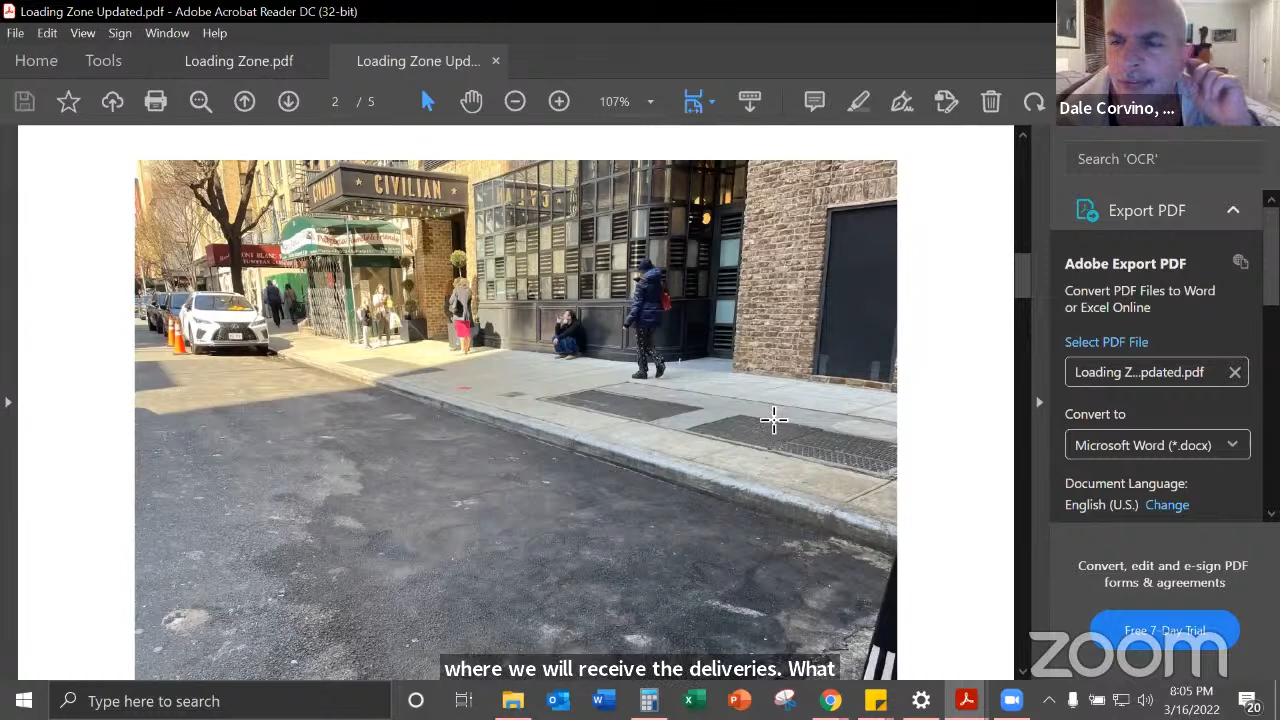 Loading Zone Updated.pdf - Adobe Acrobat Reader DC (32-bit)
File Edit View Sign Window Help
Home Tools Loading Zone.pdf Loading Zone Upd... ×
2 / 5 107%
Dale Corvino, ...
Search 'OCR'
Export PDF
Adobe Export PDF
Convert PDF Files to Word
or Excel Online
Select PDF File
Loading Z...pdated.pdf
Convert to
Microsoft Word (*.docx)
Document Language:
English (U.S.) Change
Convert, edit and e-sign PDF
forms & agreements
Free 7-Day Trial
CIVILIAN
where we will receive the deliveries. What
zoom
Type here to search
8:05 PM
3/16/2022
20